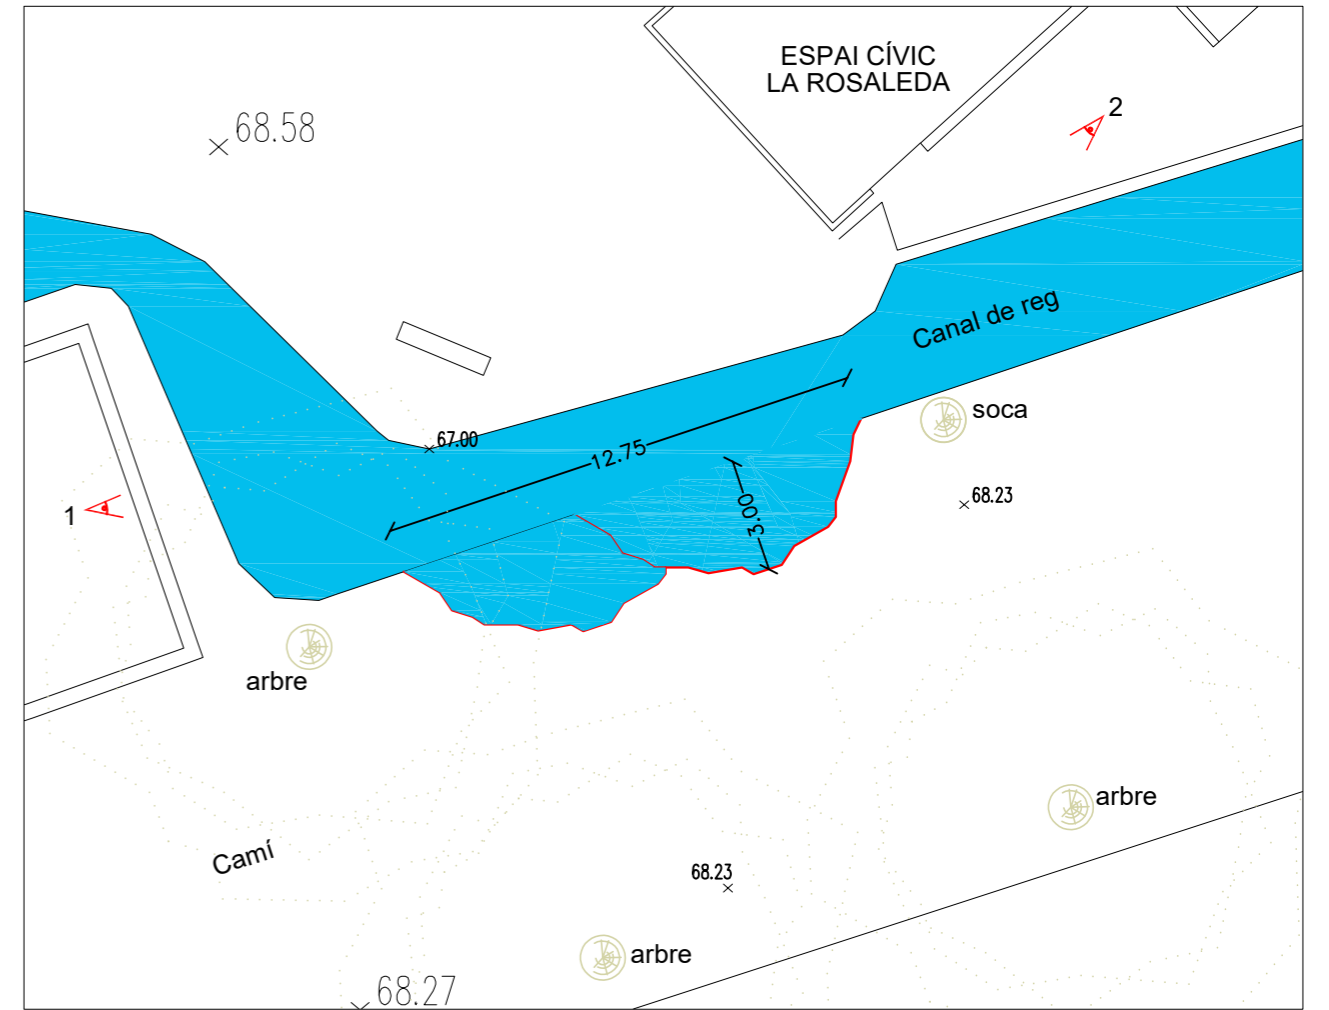 ESPAI CÍVIC
LA ROSALEDA
2
68.58
Canal de reg
soca
67.00
12.75
3.00
68.23
1
arbre
arbre
Camí
68.23
arbre
68.27